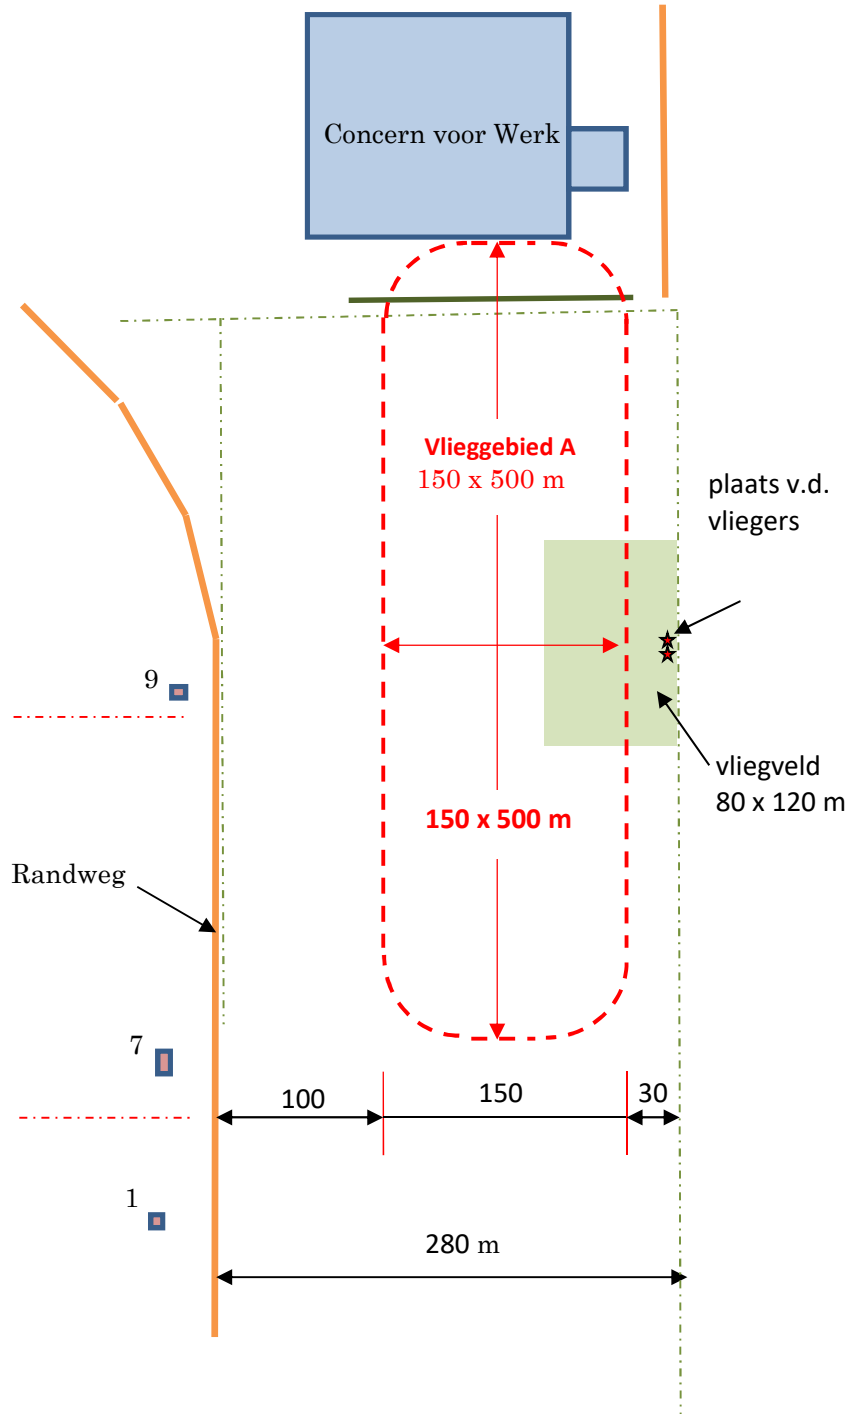 Concern voor Werk
Vlieggebied A
150 x 500 m
plaats v.d.
vliegers
9
vliegveld
80 x 120 m
150 x 500 m
Randweg
7
100
150
30
1
280 m